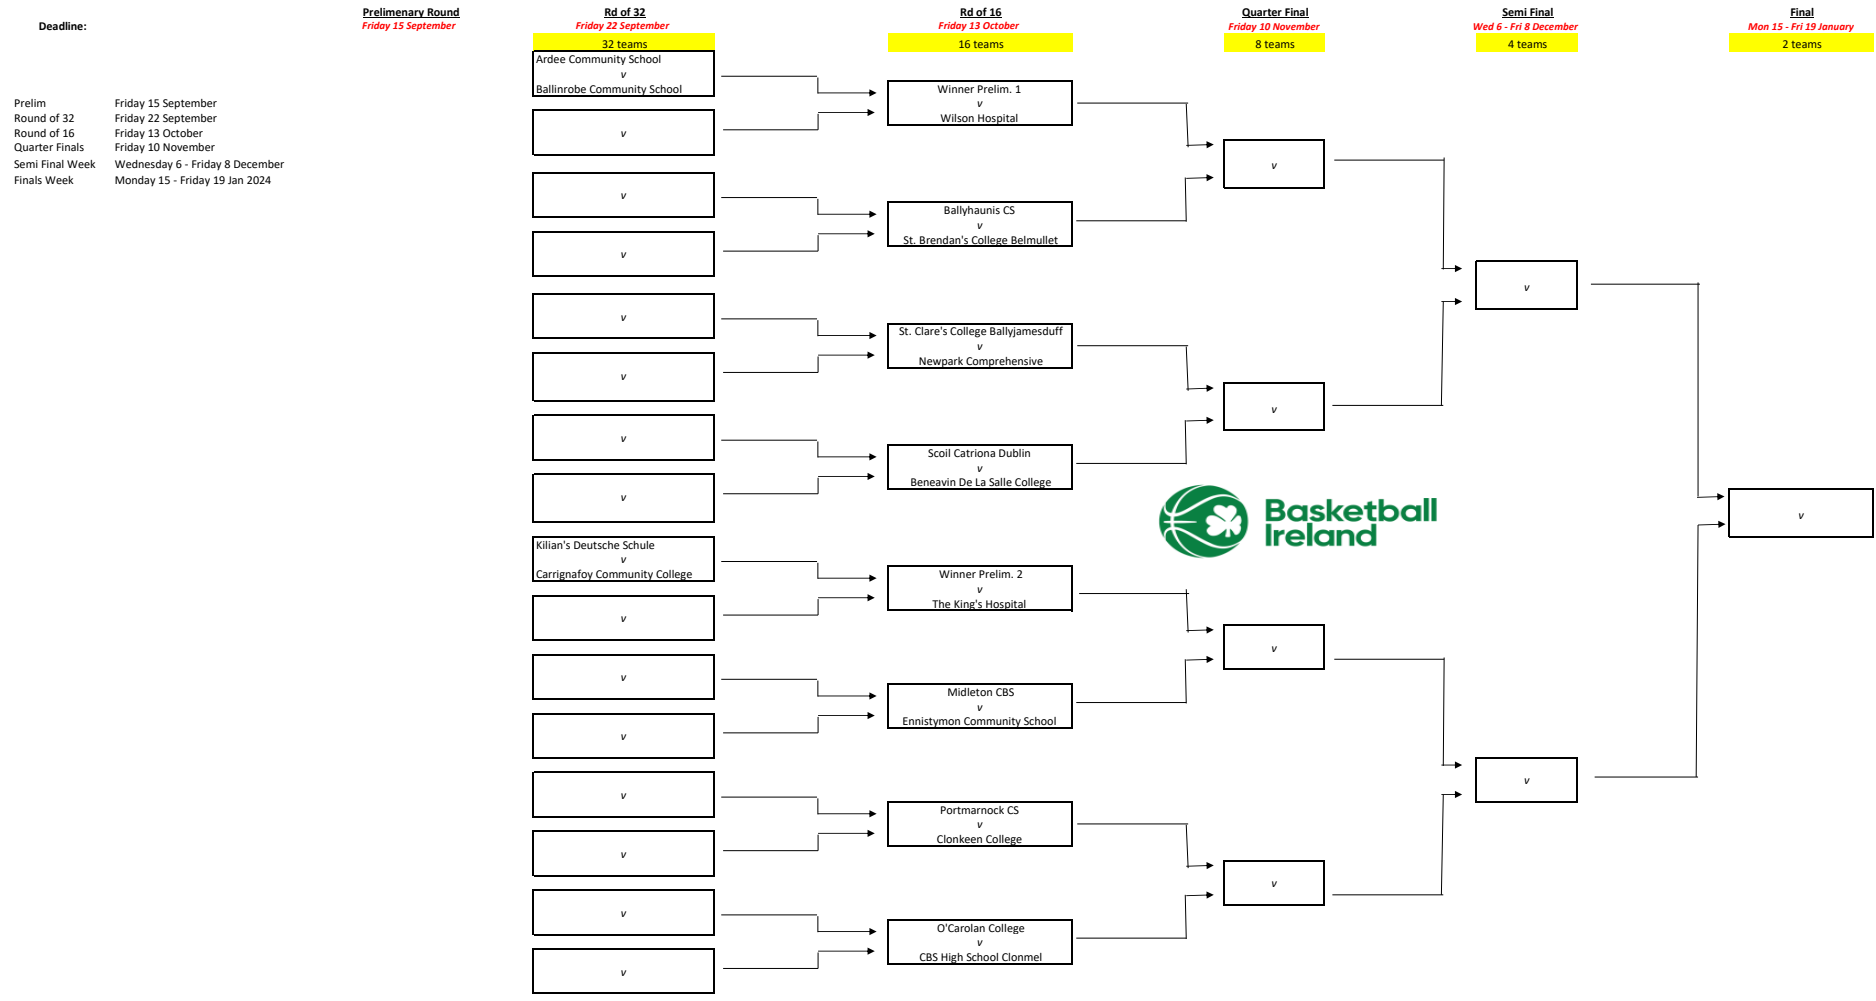 Prelimenary Round
Rd of 32
Rd of 16
Quarter Final
Semi Final
Final
Deadline:
Friday 15 September
Friday 22 September
Friday 13 October
Friday 10 November
Wed 6 - Fri 8 December
Mon 15 - Fri 19 January
32 teams
16 teams
8 teams
4 teams
2 teams
Prelim Friday 15 September
Round of 32 Friday 22 September
Round of 16 Friday 13 October
Quarter Finals Friday 10 November
Semi Final Week Wednesday 6 - Friday 8 December
Finals Week Monday 15 - Friday 19 Jan 2024
Ardee Community School
v
Ballinrobe Community School
v
v
v
v
v
v
v
Kilian's Deutsche Schule
v
Carrignafoy Community College
v
v
v
v
v
v
v
Winner Prelim. 1
v
Wilson Hospital
Ballyhaunis CS
v
St. Brendan's College Belmullet
St. Clare's College Ballyjamesduff
v
Newpark Comprehensive
Scoil Catriona Dublin
v
Beneavin De La Salle College
Winner Prelim. 2
v
The King's Hospital
Midleton CBS
v
Ennistymon Community School
Portmarnock CS
v
Clonkeen College
O'Carolan College
v
CBS High School Clonmel
v
v
v
v
Basketball
Ireland
v
v
v